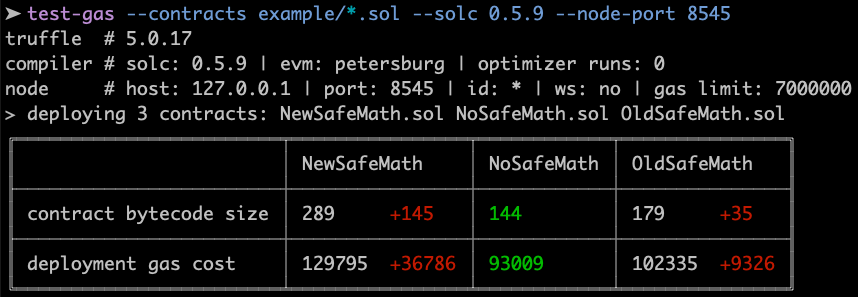 ➤ test-gas --contracts example/*.sol --solc 0.5.9 --node-port 8545
truffle # 5.0.17
compiler # solc: 0.5.9 | evm: petersburg | optimizer runs: 0
node # host: 127.0.0.1 | port: 8545 | id: * | ws: no | gas limit: 7000000
> deploying 3 contracts: NewSafeMath.sol NoSafeMath.sol OldSafeMath.sol
NewSafeMath NoSafeMath OldSafeMath
contract bytecode size 289 +145 144 179 +35
deployment gas cost 129795 +36786 93009 102335 +9326